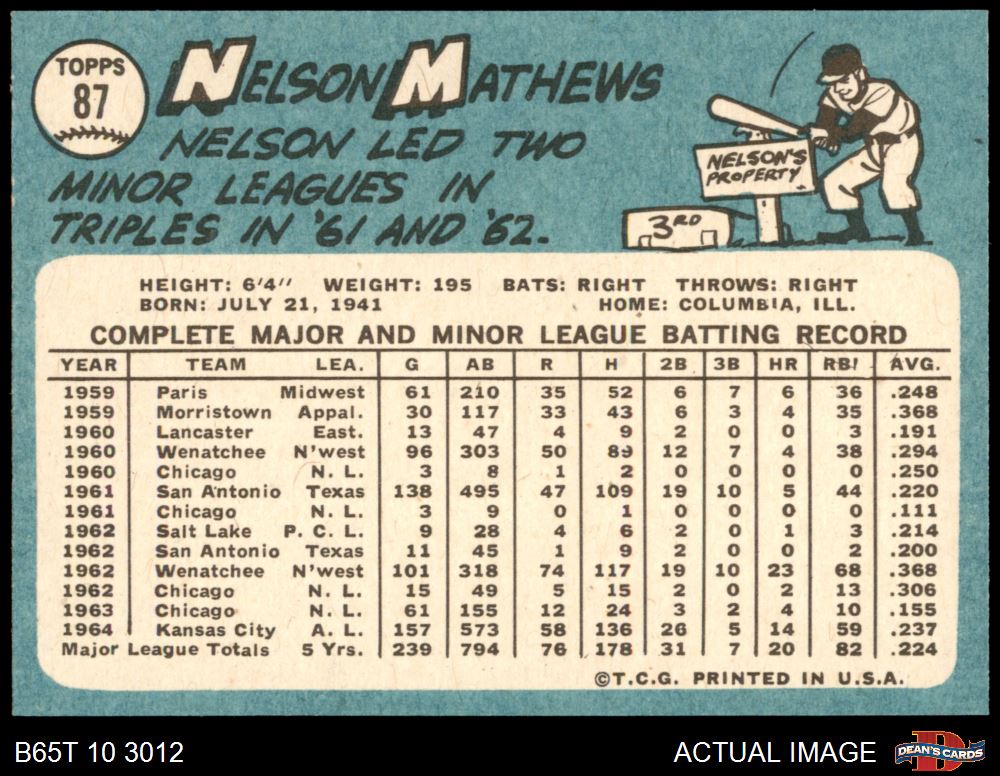 TOPPS
87
NELSON MATHEWS
NELSON LED TWO
MINOR LEAGUES IN
TRIPLES IN '61 AND '62.
NELSON'S
PROPERTY
3RD
HEIGHT: 6'4" WEIGHT: 195 BATS: RIGHT THROWS: RIGHT
BORN: JULY 21, 1941 HOME: COLUMBIA, ILL.
COMPLETE MAJOR AND MINOR LEAGUE BATTING RECORD
YEAR TEAM LEA. G AB R H 2B 3B HR RBI AVG.
1959 Paris Midwest 61 210 35 52 6 7 6 36 .248
1959 Morristown Appal. 30 117 33 43 6 3 4 35 .368
1960 Lancaster East. 13 47 4 9 2 0 0 3 .191
1960 Wenatchee N'west 96 303 50 89 12 7 4 38 .294
1960 Chicago N. L. 3 8 1 2 0 0 0 0 .250
1961 San Antonio Texas 138 495 47 109 19 10 5 44 .220
1961 Chicago N. L. 3 9 0 1 0 0 0 0 .111
1962 Salt Lake P. C. L. 9 28 4 6 2 0 1 3 .214
1962 San Antonio Texas 11 45 1 9 2 0 0 2 .200
1962 Wenatchee N'west 101 318 74 117 19 10 23 68 .368
1962 Chicago N. L. 15 49 5 15 2 0 2 13 .306
1963 Chicago N. L. 61 155 12 24 3 2 4 10 .155
1964 Kansas City A. L. 157 573 58 136 26 5 14 59 .237
Major League Totals 5 Yrs. 239 794 76 178 31 7 20 82 .224
©T.C.G. PRINTED IN U.S.A.
B65T 10 3012 ACTUAL IMAGE DEAN'S CARDS